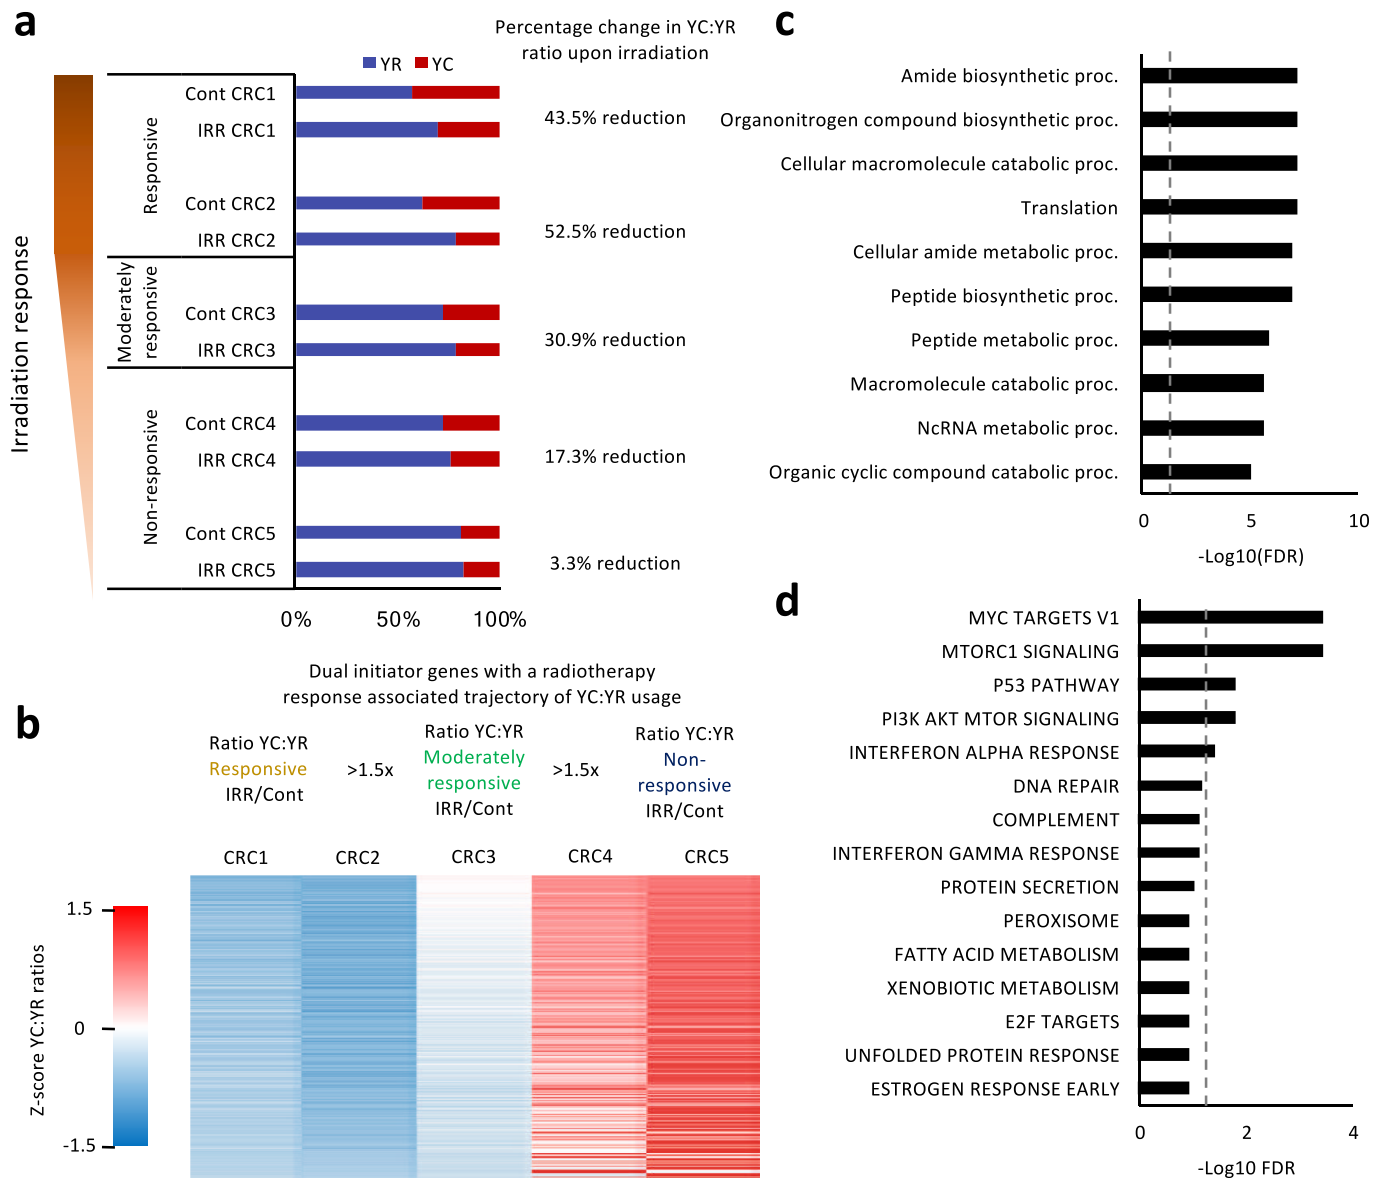 a
Percentage change in YC:YR
ratio upon irradiation
YR YC
Irradiation response
Responsive
Cont CRC1
IRR CRC1
43.5% reduction
Cont CRC2
IRR CRC2
52.5% reduction
Moderately
responsive
Cont CRC3
IRR CRC3
30.9% reduction
Non-responsive
Cont CRC4
IRR CRC4
17.3% reduction
Cont CRC5
IRR CRC5
3.3% reduction
0% 50% 100%
b
Dual initiator genes with a radiotherapy
response associated trajectory of YC:YR usage
Ratio YC:YR
Responsive
IRR/Cont
>1.5x
Ratio YC:YR
Moderately
responsive
IRR/Cont
>1.5x
Ratio YC:YR
Non-
responsive
IRR/Cont
CRC1 CRC2 CRC3 CRC4 CRC5
Z-score YC:YR ratios
1.5
0
-1.5
c
Amide biosynthetic proc.
Organonitrogen compound biosynthetic proc.
Cellular macromolecule catabolic proc.
Translation
Cellular amide metabolic proc.
Peptide biosynthetic proc.
Peptide metabolic proc.
Macromolecule catabolic proc.
NcRNA metabolic proc.
Organic cyclic compound catabolic proc.
0 5 10
-Log10(FDR)
d
MYC TARGETS V1
MTORC1 SIGNALING
P53 PATHWAY
PI3K AKT MTOR SIGNALING
INTERFERON ALPHA RESPONSE
DNA REPAIR
COMPLEMENT
INTERFERON GAMMA RESPONSE
PROTEIN SECRETION
PEROXISOME
FATTY ACID METABOLISM
XENOBIOTIC METABOLISM
E2F TARGETS
UNFOLDED PROTEIN RESPONSE
ESTROGEN RESPONSE EARLY
0 2 4
-Log10 FDR